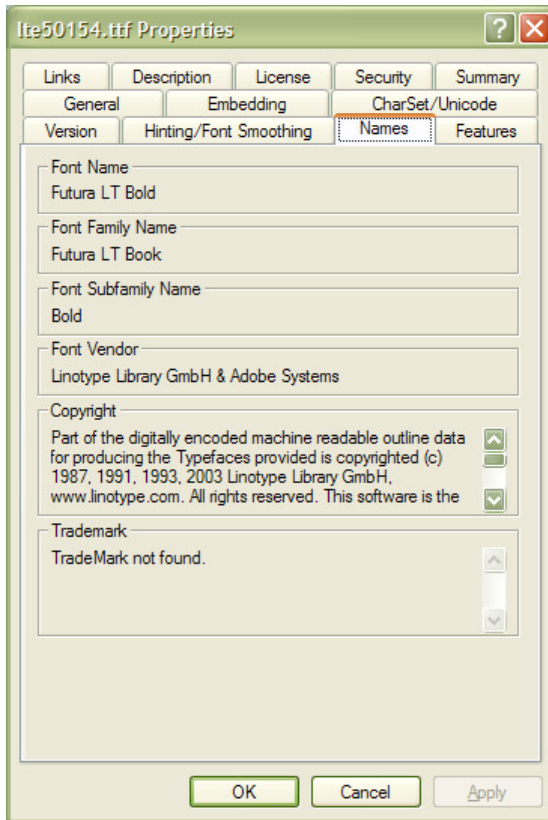 lte50154.ttf Properties
Links Description License Security Summary
General Embedding CharSet/Unicode
Version Hinting/Font Smoothing Names Features
Font Name
Futura LT Bold
Font Family Name
Futura LT Book
Font Subfamily Name
Bold
Font Vendor
Linotype Library GmbH & Adobe Systems
Copyright
Part of the digitally encoded machine readable outline data
for producing the Typefaces provided is copyrighted (c)
1987, 1991, 1993, 2003 Linotype Library GmbH,
www.linotype.com. All rights reserved. This software is the
Trademark
TradeMark not found.
OK Cancel Apply